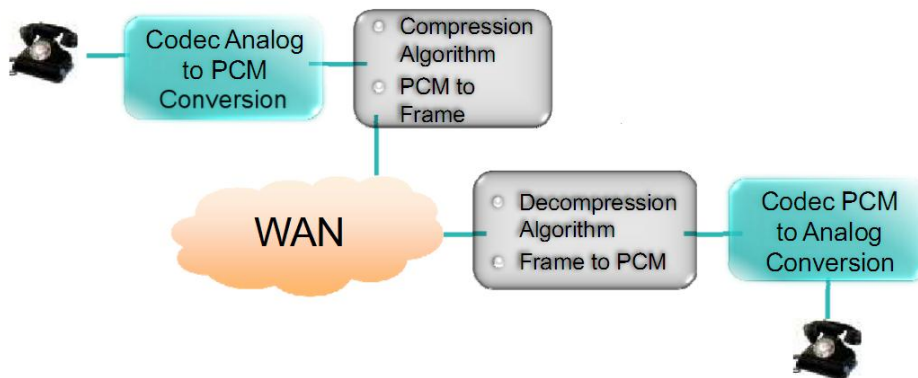 Codec Analog
to PCM
Conversion
Compression
Algorithm
PCM to
Frame
WAN
Decompression
Algorithm
Frame to PCM
Codec PCM
to Analog
Conversion